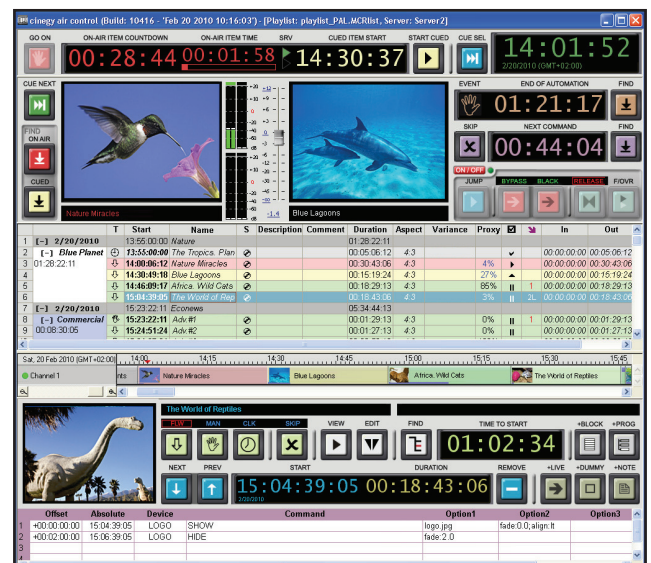 cinegy air control (Build: 10416 - 'Feb 20 2010 10:16:03') - [Playlist: playlist_PAL.MCRlist, Server: Server2]
GO ON ON-AIR ITEM COUNTDOWN ON-AIR ITEM TIME SRV CUED ITEM START START CUED CUE SEL
00:28:44 00:01:58 14:30:37 14:01:52
2/20/2010 (GMT+02:00)
CUE NEXT EVENT END OF AUTOMATION FIND
01:21:17
FIND ON AIR SKIP NEXT COMMAND FIND
00:44:04
ON / OFF
CUED JUMP BYPASS BLACK RELEASE F/OVR
Nature Miracles -1.4 Blue Lagoons
T Start Name S Description Comment Duration Aspect Variance Proxy In Out
1 [-] 2/20/2010 13:55:00:00 Nature 01:28:22:11
2 [-] Blue Planet 13:55:00:00 The Tropica. Plan 00:05:06:12 4:3 00:00:00:00 00:05:06:12
3 01:28:22:11 14:00:06:12 Nature Miracles 00:30:43:06 4:3 4% 00:00:00:00 00:30:43:06
4 14:30:49:18 Blue Lagoons 00:15:19:24 4:3 27% 00:00:00:00 00:15:19:24
5 14:46:09:17 Africa. Wild Cats 00:18:29:13 4:3 85% 1 00:00:00:00 00:18:29:13
6 15:04:39:05 The World of Rep 00:18:43:06 4:3 3% 2L 00:00:00:00 00:18:43:06
7 [-] 2/20/2010 15:23:22:11 Econews 05:34:44:13
8 [-] Commercial 15:23:22:11 Adv.#1 00:01:29:13 4:3 0% 1 00:00:00:00 00:01:29:13
9 00:08:30:05 15:24:51:24 Adv.#2 00:01:27:13 4:3 0% 00:00:00:00 00:01:27:13
Sat, 20 Feb 2010 (GMT+02:00) 14:00 14:15 14:30 14:45 15:00 15:15 15:30 15:45
Channel 1 nts Nature Miracles Blue Lagoons Africa. Wild Cats The World of Reptiles
The World of Reptiles
FLW MAN CLK SKIP VIEW EDIT FIND TIME TO START +BLOCK +PROG
01:02:34
NEXT PREV START DURATION REMOVE +LIVE +DUMMY +NOTE
15:04:39:05 00:18:43:06
2/20/2010
Offset Absolute Device Command Option1 Option2 Option3
1 +00:00:00:00 15:04:39:05 LOGO SHOW logo.jpg fade:0.0;align:lt
2 +00:02:00:00 15:06:39:05 LOGO HIDE fade:2.0
3
4